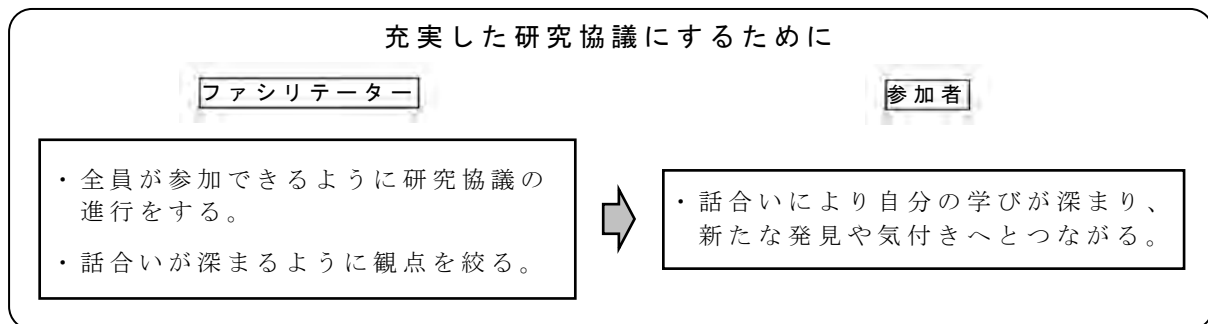 充実した研究協議にするために
ファシリテーター
・全員が参加できるように研究協議の
進行をする。
・話合いが深まるように観点を絞る。
参加者
・話合いにより自分の学びが深まり、
新たな発見や気付きへとつながる。